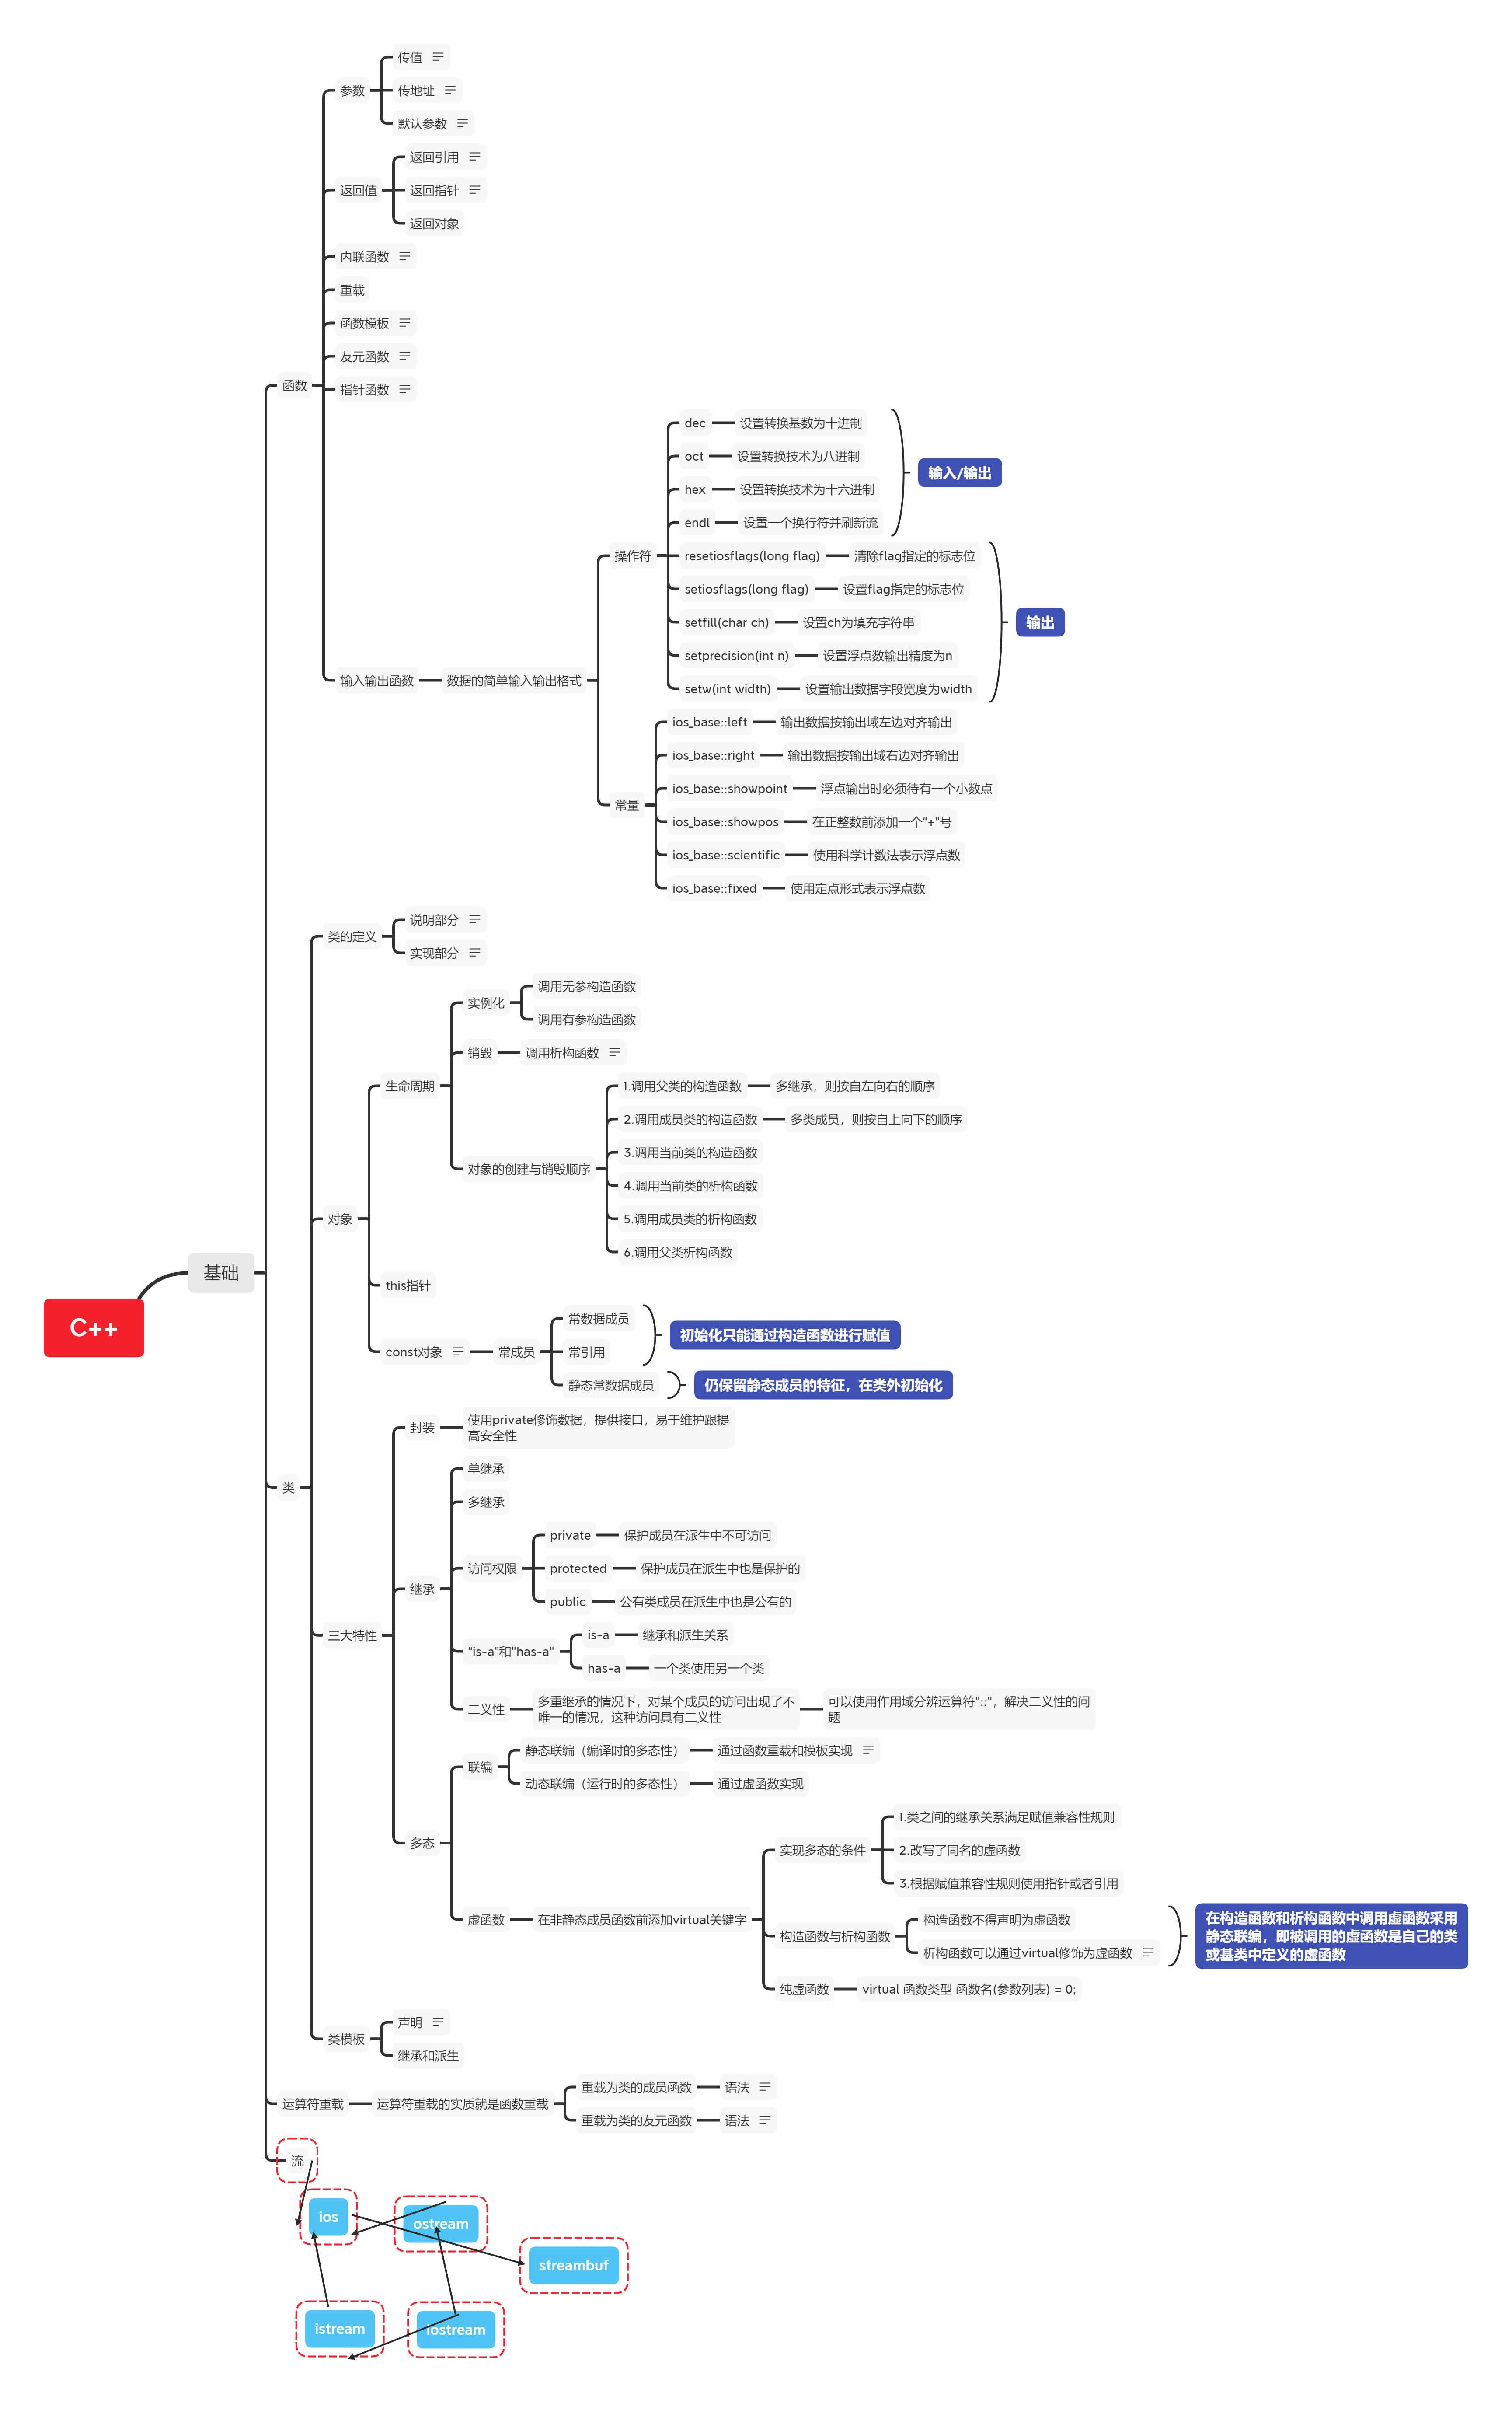 C++
基础
函数
参数
传值
传地址
默认参数
返回值
返回引用
返回指针
返回对象
内联函数
重载
函数模板
友元函数
指针函数
输入输出函数
数据的简单输入输出格式
操作符
dec
设置转换基数为十进制
oct
设置转换技术为八进制
hex
设置转换技术为十六进制
endl
设置一个换行符并刷新流
输入/输出
resetiosflags(long flag)
清除flag指定的标志位
setiosflags(long flag)
设置flag指定的标志位
setfill(char ch)
设置ch为填充字符串
setprecision(int n)
设置浮点数输出精度为n
setw(int width)
设置输出数据字段宽度为width
输出
常量
ios_base::left
输出数据按输出域左边对齐输出
ios_base::right
输出数据按输出域右边对齐输出
ios_base::showpoint
浮点输出时必须待有一个小数点
ios_base::showpos
在正整数前添加一个"+"号
ios_base::scientific
使用科学计数法表示浮点数
ios_base::fixed
使用定点形式表示浮点数
类
类的定义
说明部分
实现部分
对象
生命周期
实例化
调用无参构造函数
调用有参构造函数
销毁
调用析构函数
对象的创建与销毁顺序
1.调用父类的构造函数
多继承，则按自左向右的顺序
2.调用成员类的构造函数
多类成员，则按自上向下的顺序
3.调用当前类的构造函数
4.调用当前类的析构函数
5.调用成员类的析构函数
6.调用父类析构函数
this指针
const对象
常成员
常数据成员
常引用
初始化只能通过构造函数进行赋值
静态常数据成员
仍保留静态成员的特征，在类外初始化
三大特性
封装
使用private修饰数据，提供接口，易于维护跟提
高安全性
继承
单继承
多继承
访问权限
private
保护成员在派生中不可访问
protected
保护成员在派生中也是保护的
public
公有类成员在派生中也是公有的
"is-a"和"has-a"
is-a
继承和派生关系
has-a
一个类使用另一个类
二义性
多重继承的情况下，对某个成员的访问出现了不
唯一的情况，这种访问具有二义性
可以使用作用域分辨运算符"::"，解决二义性的问
题
多态
联编
静态联编（编译时的多态性）
通过函数重载和模板实现
动态联编（运行时的多态性）
通过虚函数实现
虚函数
在非静态成员函数前添加virtual关键字
实现多态的条件
1.类之间的继承关系满足赋值兼容性规则
2.改写了同名的虚函数
3.根据赋值兼容性规则使用指针或者引用
构造函数与析构函数
构造函数不得声明为虚函数
析构函数可以通过virtual修饰为虚函数
在构造函数和析构函数中调用虚函数采用
静态联编，即被调用的虚函数是自己的类
或基类中定义的虚函数
纯虚函数
virtual 函数类型 函数名(参数列表) = 0;
类模板
声明
继承和派生
运算符重载
运算符重载的实质就是函数重载
重载为类的成员函数
语法
重载为类的友元函数
语法
流
ios
ostream
streambuf
istream
iostream